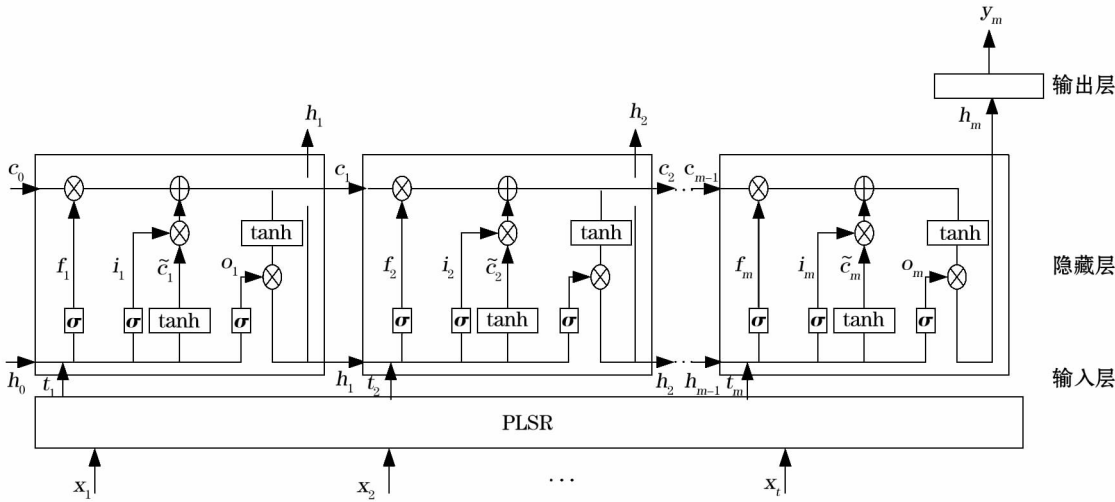 y_m
输出层
h_1 h_2 h_m
c_0 c_1 c_2 ⋯ c_{m-1}
tanh tanh tanh
f_1 i_1 c̃_1 o_1 f_2 i_2 c̃_2 f_m i_m c̃_m o_m
隐藏层
σ σ tanh σ σ σ tanh σ σ σ tanh σ
h_0 t_1 h_1 t_2 h_2 ⋯ h_{m-1} t_m
输入层
PLSR
x_1 x_2 ⋯ x_t